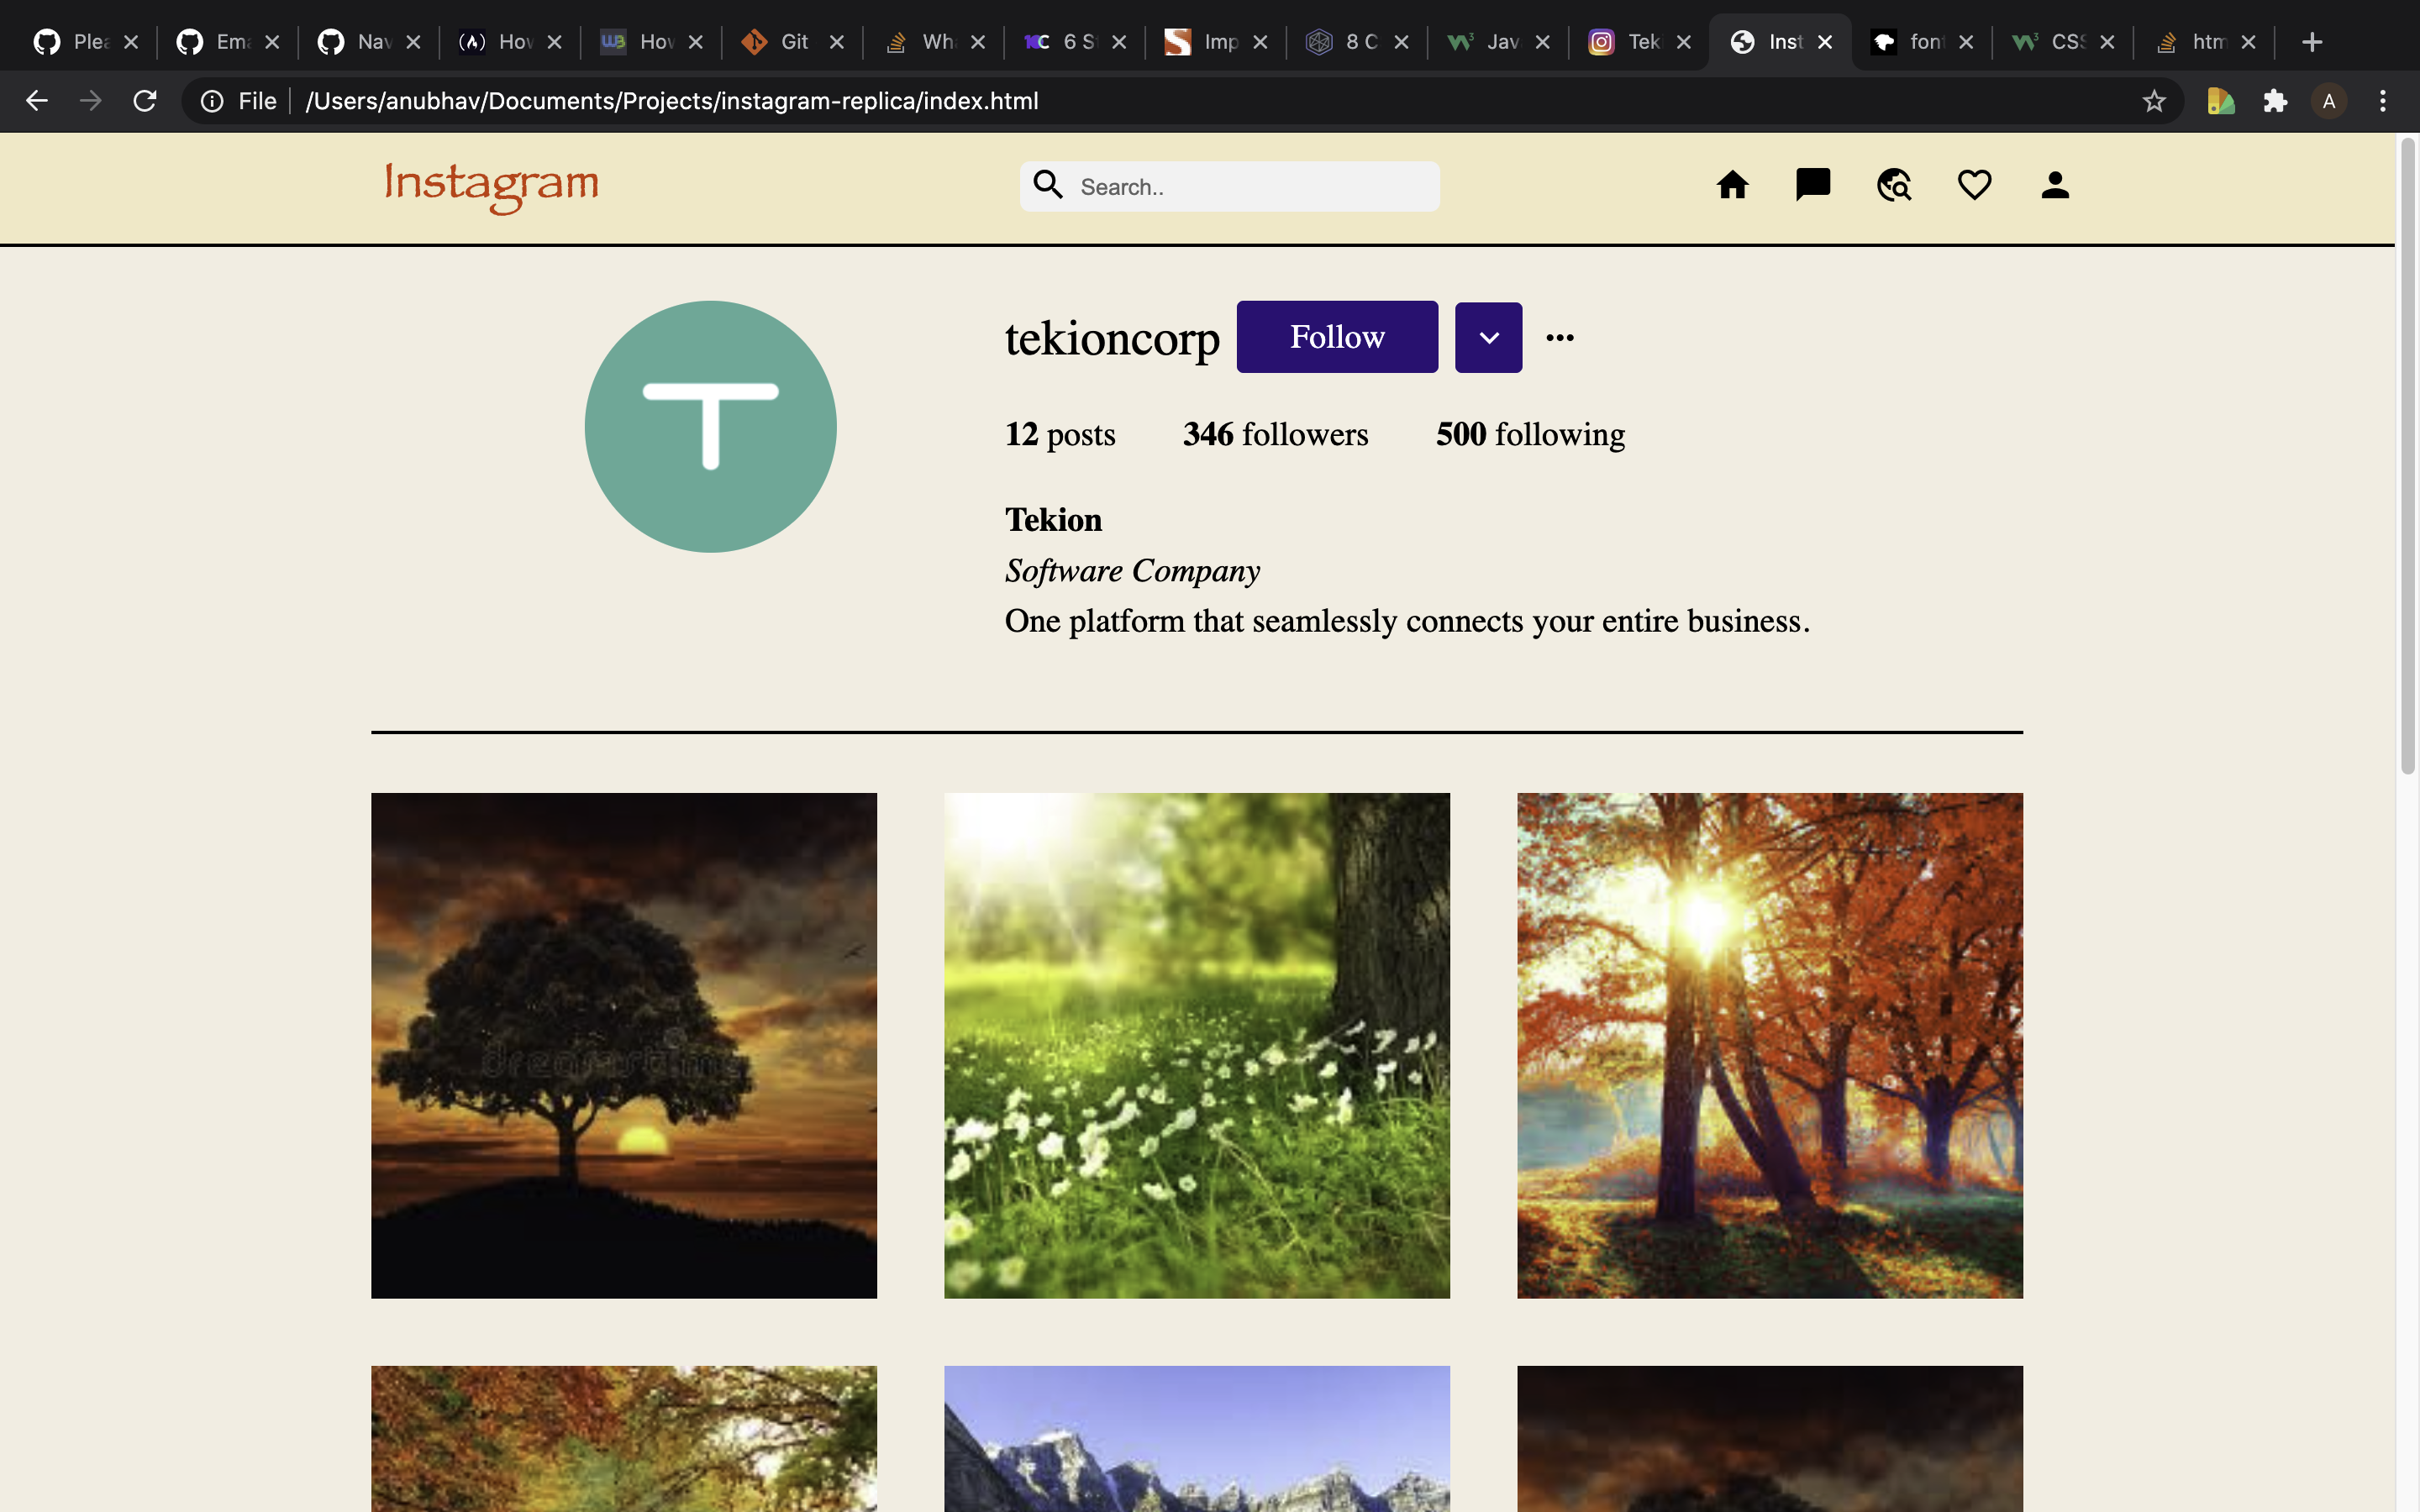 Plea
Ema
Nav
How
How
Git
Wha
6 S
Imp
8 C
Jav
Tek
Inst
font
CSS
htm
File /Users/anubhav/Documents/Projects/instagram-replica/index.html
A
Instagram
Search..
tekioncorp Follow
T
12 posts 346 followers 500 following
Tekion
Software Company
One platform that seamlessly connects your entire business.
dreamstime